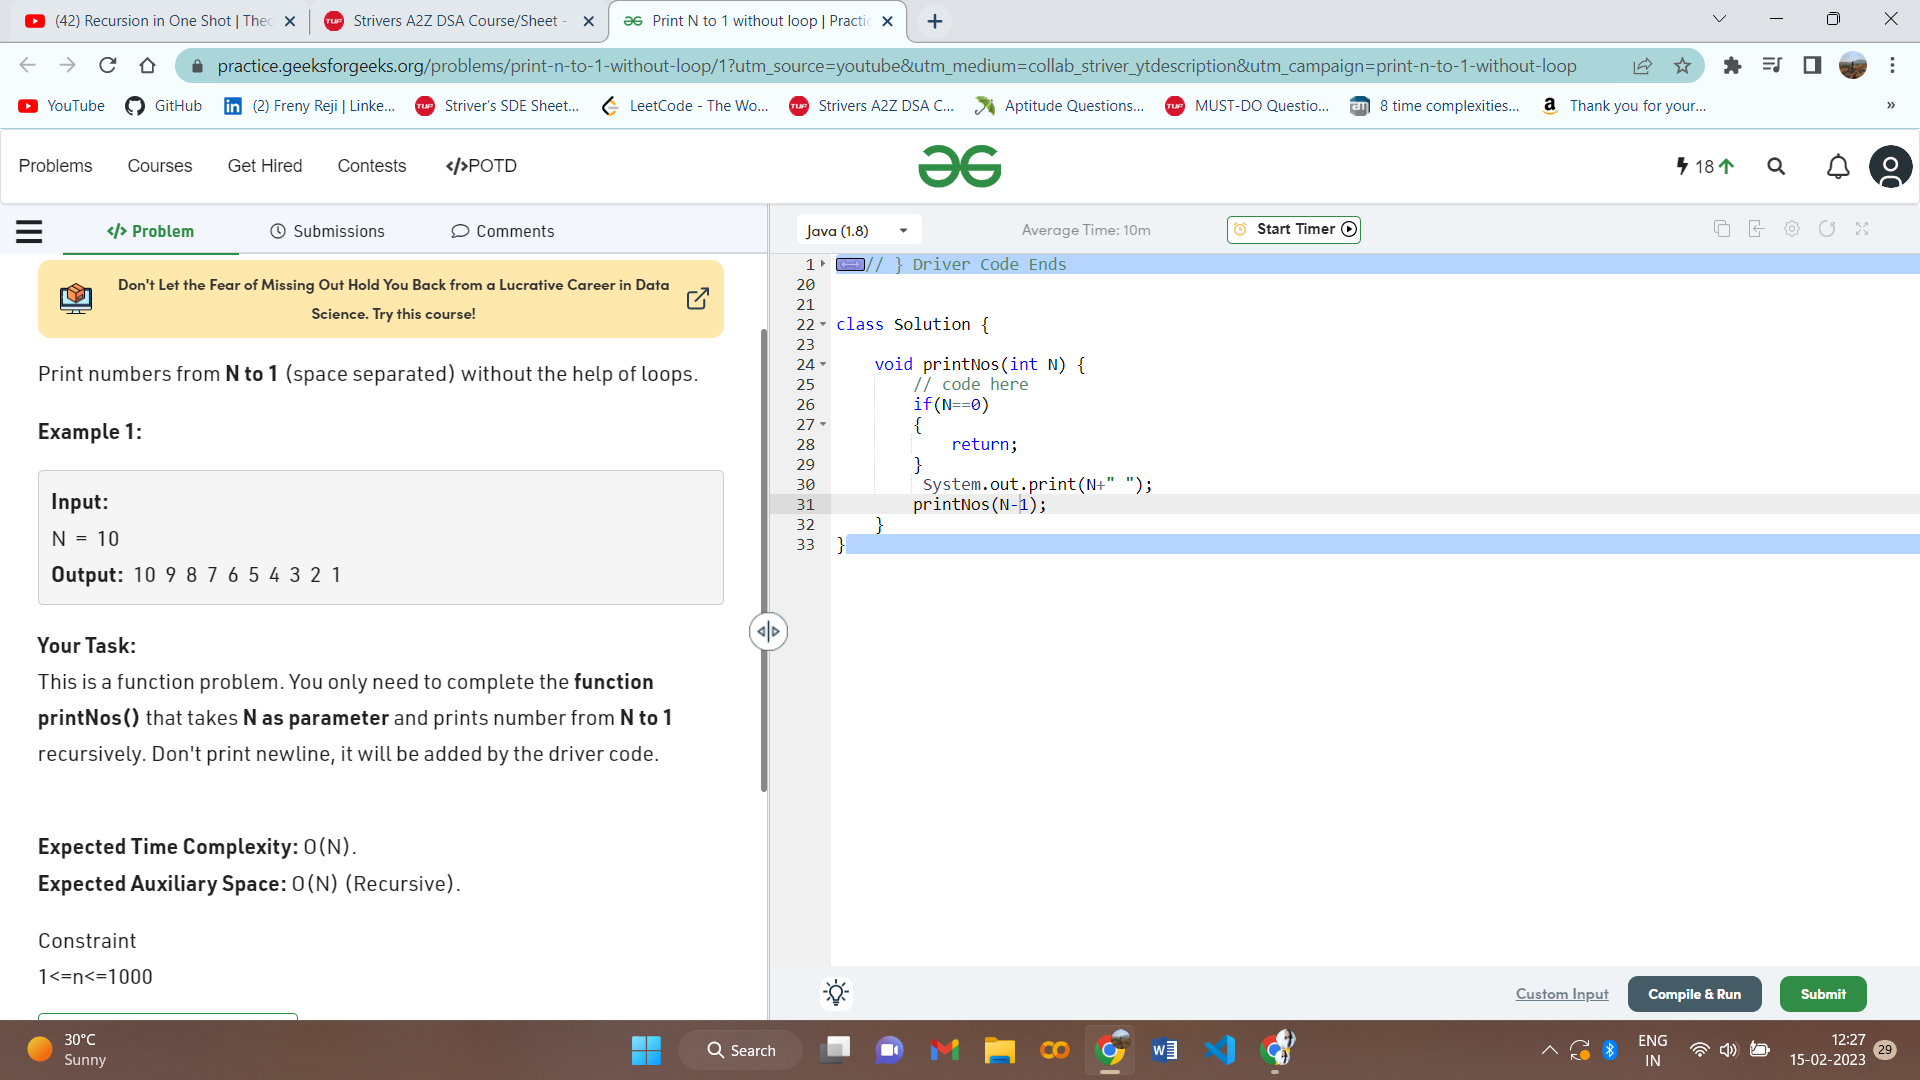 (42) Recursion in One Shot | Theo
Strivers A2Z DSA Course/Sheet -
Print N to 1 without loop | Practic
practice.geeksforgeeks.org/problems/print-n-to-1-without-loop/1?utm_source=youtube&utm_medium=collab_striver_ytdescription&utm_campaign=print-n-to-1-without-loop
YouTube
GitHub
(2) Freny Reji | Linke...
Striver's SDE Sheet...
LeetCode - The Wo...
Strivers A2Z DSA C...
Aptitude Questions...
MUST-DO Questio...
8 time complexities...
Thank you for your...
»
Problems
Courses
Get Hired
Contests
</>POTD
18
</> Problem
Submissions
Comments
Java (1.8)
Average Time: 10m
Start Timer
Don't Let the Fear of Missing Out Hold You Back from a Lucrative Career in Data
Science. Try this course!
Print numbers from N to 1 (space separated) without the help of loops.
Example 1:
Input:
N = 10
Output: 10 9 8 7 6 5 4 3 2 1
Your Task:
This is a function problem. You only need to complete the function
printNos() that takes N as parameter and prints number from N to 1
recursively. Don't print newline, it will be added by the driver code.
Expected Time Complexity: O(N).
Expected Auxiliary Space: O(N) (Recursive).
Constraint
1<=n<=1000
1 // } Driver Code Ends
20
21
22 class Solution {
23
24     void printNos(int N) {
25         // code here
26         if(N==0)
27         {
28             return;
29         }
30          System.out.print(N+" ");
31         printNos(N-1);
32     }
33 }
Custom Input
Compile & Run
Submit
30°C
Sunny
Search
ENG
IN
12:27
15-02-2023
29